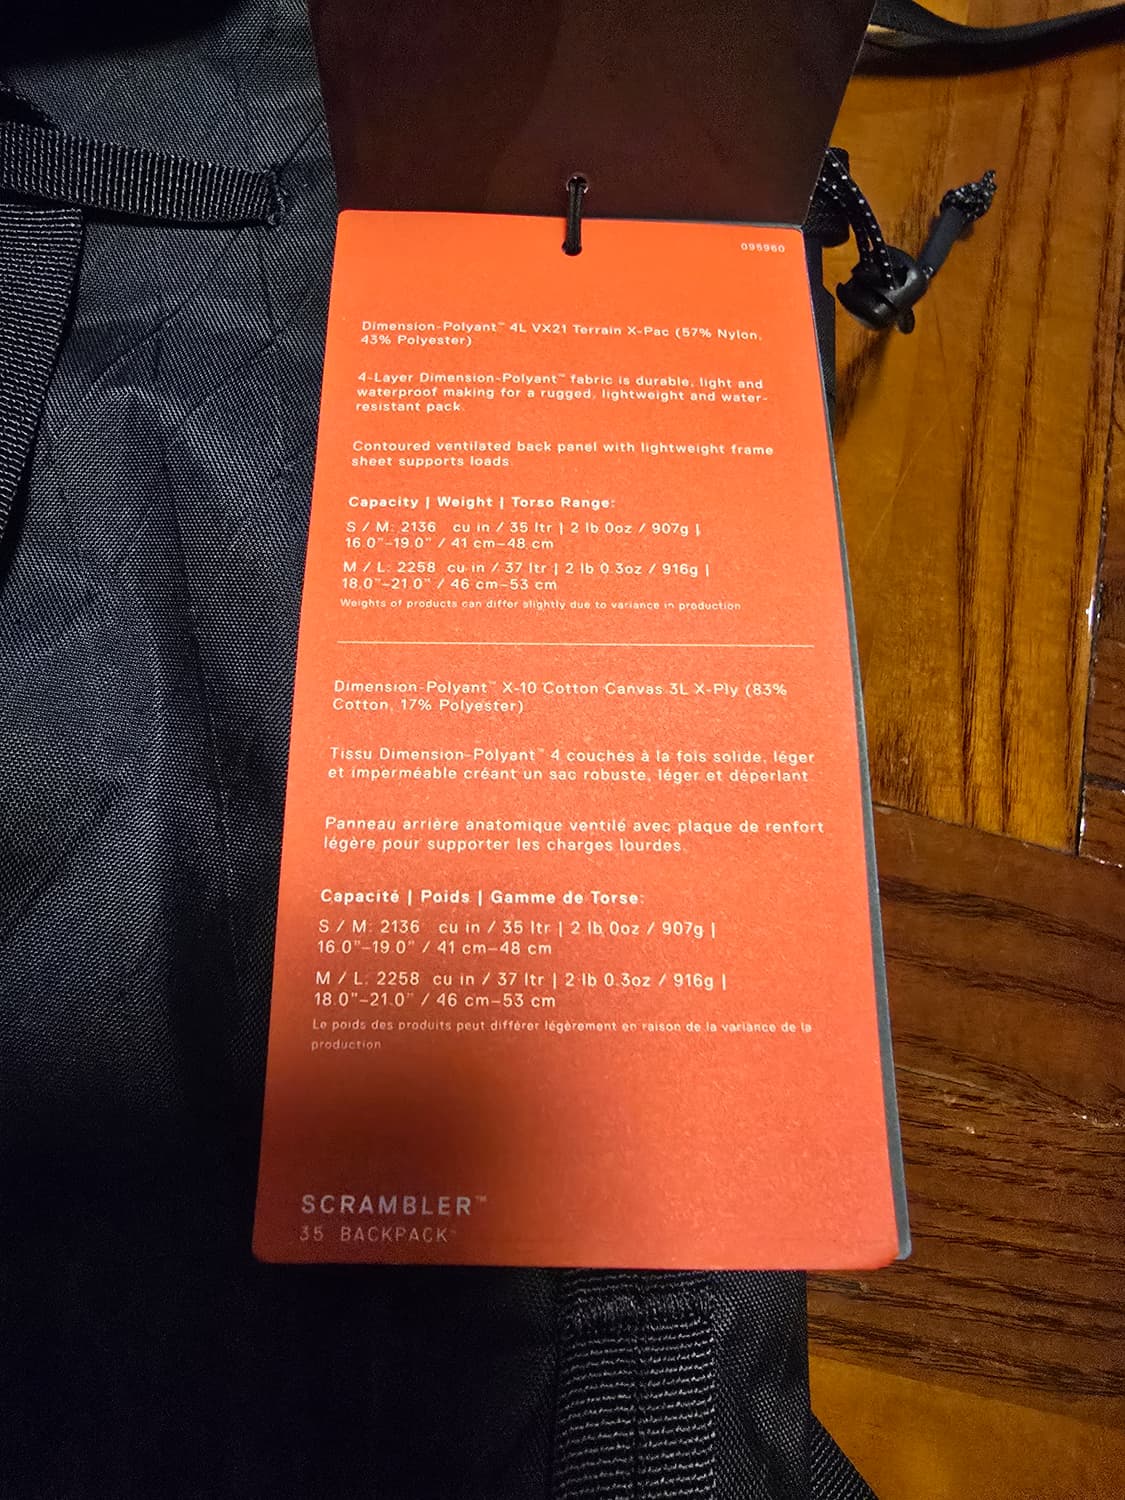 095960
Dimension-Polyant™ 4L VX21 Terrain X-Pac (57% Nylon,
43% Polyester)
4-Layer Dimension-Polyant™ fabric is durable, light and
waterproof making for a rugged, lightweight and water-
resistant pack.
Contoured ventilated back panel with lightweight frame
sheet supports loads.
Capacity | Weight | Torso Range:
S / M: 2136 cu in / 35 ltr | 2 lb 0oz / 907g |
16.0"–19.0" / 41 cm–48 cm
M / L: 2258 cu in / 37 ltr | 2 lb 0.3oz / 916g |
18.0"–21.0" / 46 cm–53 cm
Weights of products can differ slightly due to variance in production
Dimension-Polyant™ X-10 Cotton Canvas 3L X-Ply (83%
Cotton, 17% Polyester)
Tissu Dimension-Polyant™ 4 couches à la fois solide, léger
et imperméable créant un sac robuste, léger et déperlant
Panneau arrière anatomique ventilé avec plaque de renfort
légère pour supporter les charges lourdes.
Capacité | Poids | Gamme de Torse:
S / M: 2136 cu in / 35 ltr | 2 lb 0oz / 907g |
16.0"–19.0" / 41 cm–48 cm
M / L: 2258 cu in / 37 ltr | 2 lb 0.3oz / 916g |
18.0"–21.0" / 46 cm–53 cm
Le poids des produits peut différer légèrement en raison de la variance de la
production
SCRAMBLER™
35 BACKPACK™